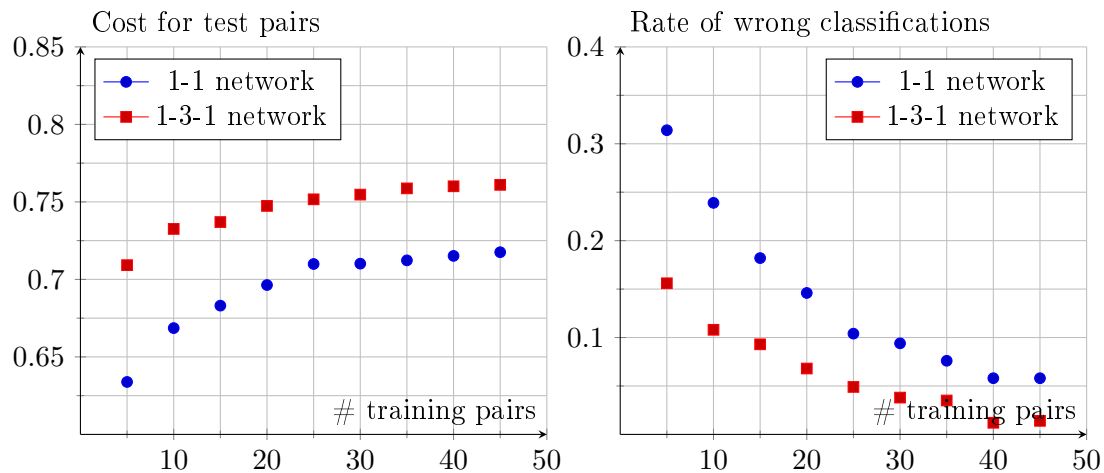 Cost for test pairs
0.85
0.8
0.75
0.7
0.65
1-1 network
1-3-1 network
# training pairs
10
20
30
40
50
Rate of wrong classifications
0.4
0.3
0.2
0.1
1-1 network
1-3-1 network
# training pairs
10
20
30
40
50